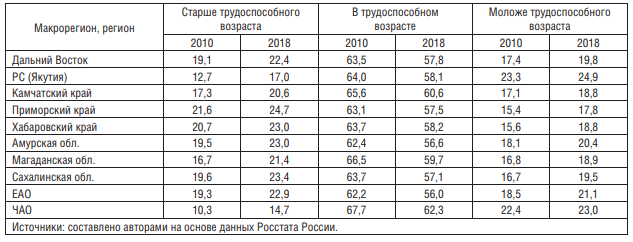 Макрорегион, регион Старше трудоспособного возраста В трудоспособном возрасте Моложе трудоспособного возраста
2010 2018 2010 2018 2010 2018
Дальний Восток 19,1 22,4 63,5 57,8 17,4 19,8
РС (Якутия) 12,7 17,0 64,0 58,1 23,3 24,9
Камчатский край 17,3 20,6 65,6 60,6 17,1 18,8
Приморский край 21,6 24,7 63,1 57,5 15,4 17,8
Хабаровский край 20,7 23,0 63,7 58,2 15,6 18,8
Амурская обл. 19,5 23,0 62,4 56,6 18,1 20,4
Магаданская обл. 16,7 21,4 66,5 59,7 16,8 18,9
Сахалинская обл. 19,6 23,4 63,7 57,1 16,7 19,5
ЕАО 19,3 22,9 62,2 56,0 18,5 21,1
ЧАО 10,3 14,7 67,7 62,3 22,4 23,0
Источники: составлено авторами на основе данных Росстата России.